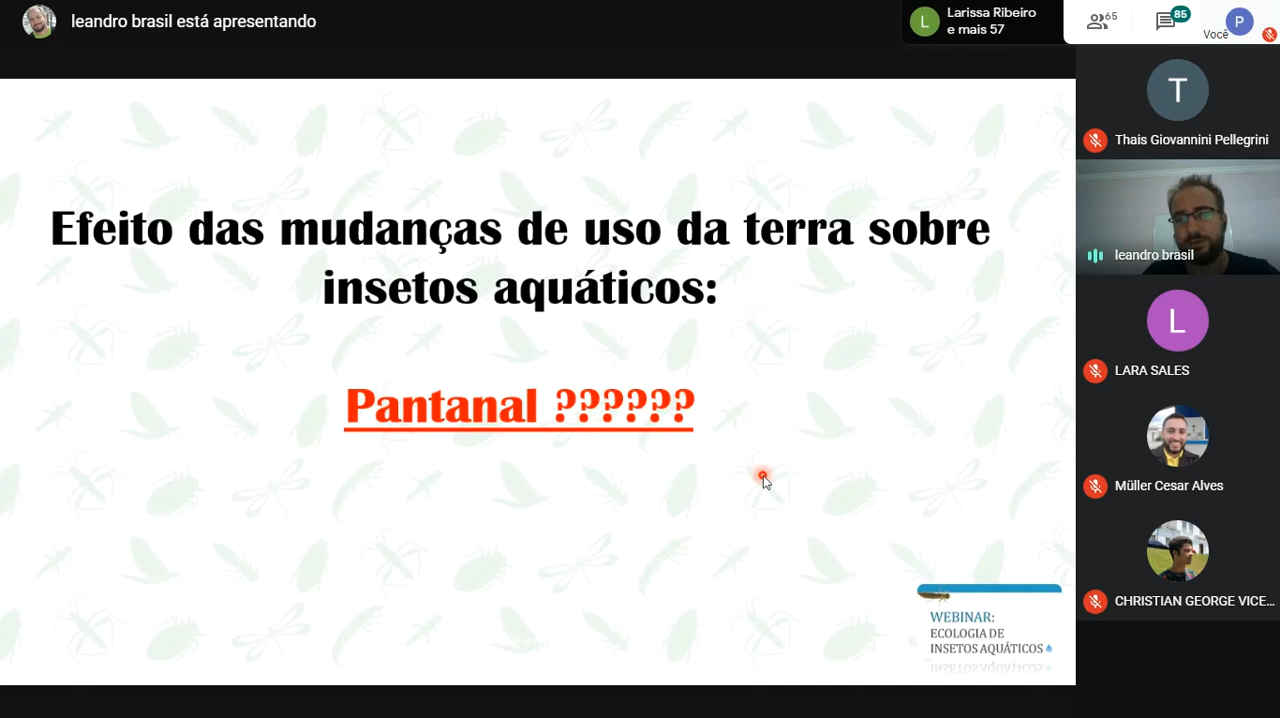 leandro brasil está apresentando
L
Larissa Ribeiro
e mais 57
65
85
Você
P
T
Thais Giovannini Pellegrini
leandro brasil
L
LARA SALES
Müller Cesar Alves
CHRISTIAN GEORGE VICE...
Efeito das mudanças de uso da terra sobre
insetos aquáticos:
Pantanal ??????
WEBINAR:
ECOLOGIA DE
INSETOS AQUÁTICOS